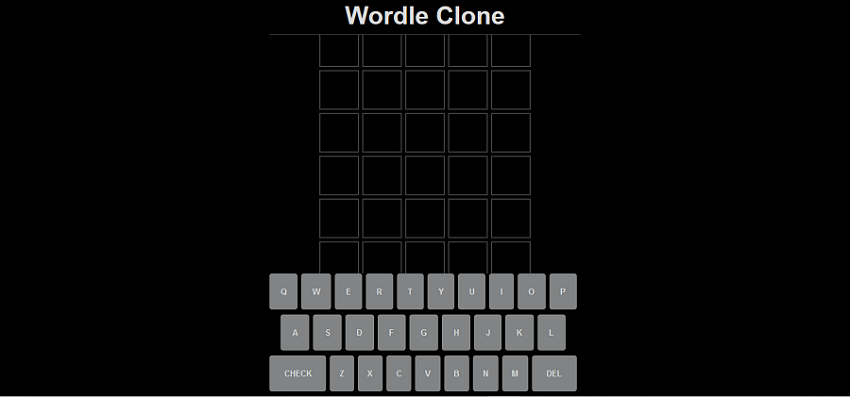 Wordle Clone
Q W E R T Y U I O P
A S D F G H J K L
CHECK Z X C V B N M DEL